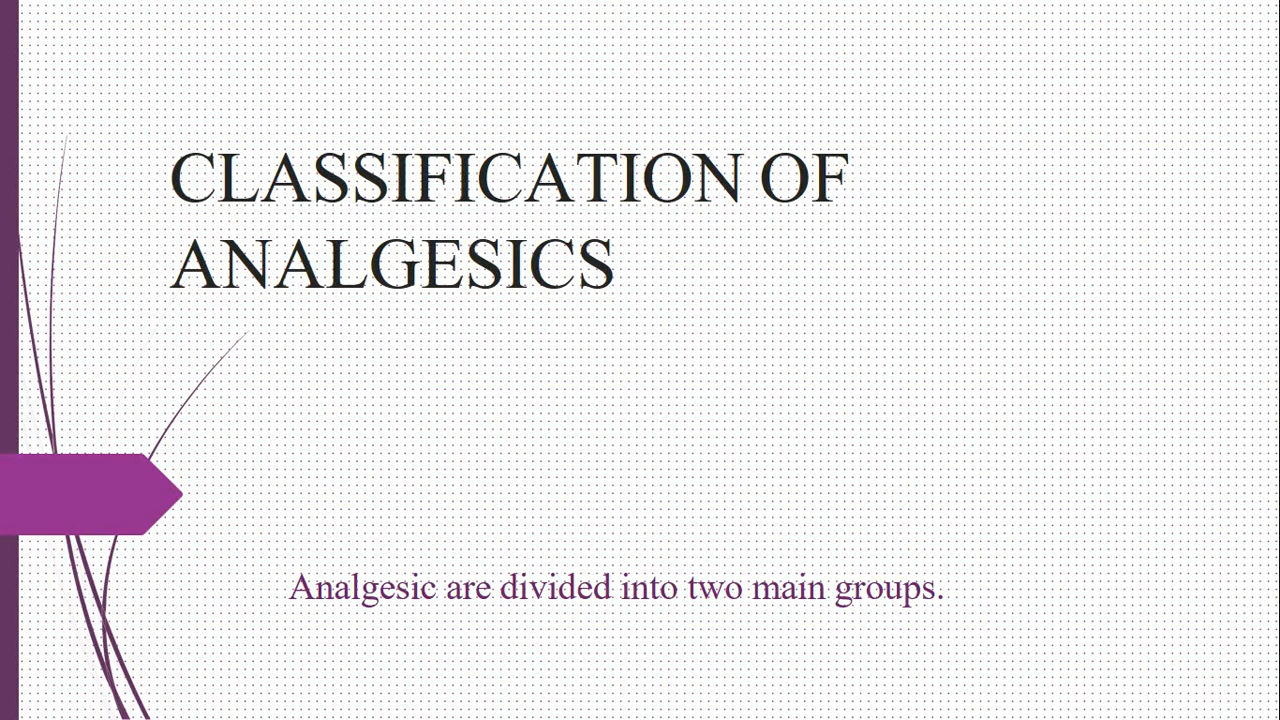 CLASSIFICATION OF
ANALGESICS
Analgesic are divided into two main groups.